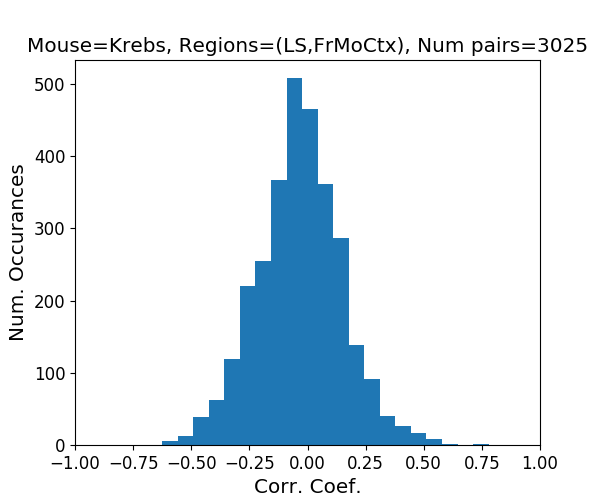 Mouse=Krebs, Regions=(LS,FrMoCtx), Num pairs=3025
Num. Occurances
500
400
300
200
100
0
−1.00 −0.75 −0.50 −0.25 0.00 0.25 0.50 0.75 1.00
Corr. Coef.